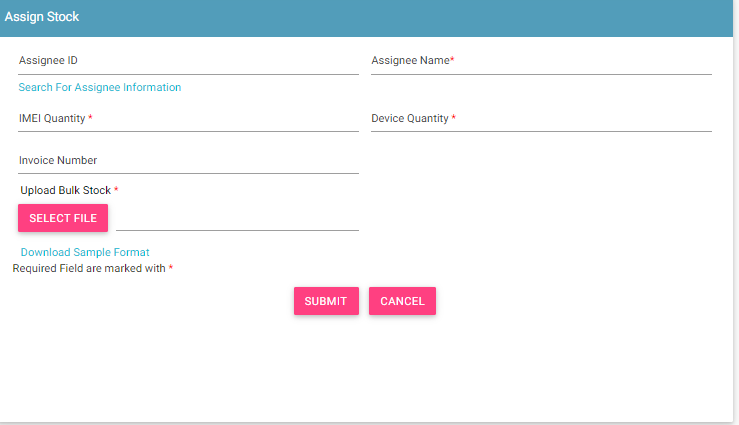 Assign Stock
Assignee ID
Assignee Name*
Search For Assignee Information
IMEI Quantity *
Device Quantity *
Invoice Number
Upload Bulk Stock *
SELECT FILE
Download Sample Format
Required Field are marked with *
SUBMIT
CANCEL